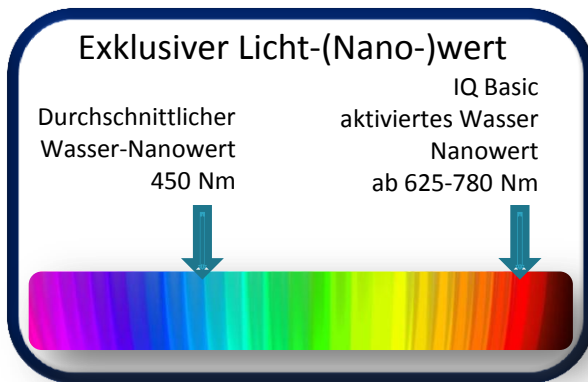 Exklusiver Licht-(Nano-)wert
Durchschnittlicher
Wasser-Nanowert
450 Nm
IQ Basic
aktiviertes Wasser
Nanowert
ab 625-780 Nm